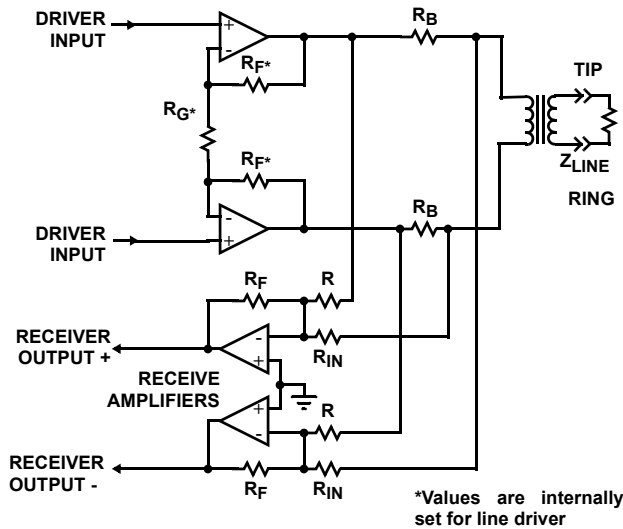 DRIVER
INPUT
+
-
RB
RF*
TIP
RG*
RF*
ZLINE
RB
RING
-
+
DRIVER
INPUT
RF
R
RECEIVER
OUTPUT +
-
+
RIN
RECEIVE
AMPLIFIERS
+
-
R
RECEIVER
OUTPUT -
RF
RIN
*Values are internally
set for line driver